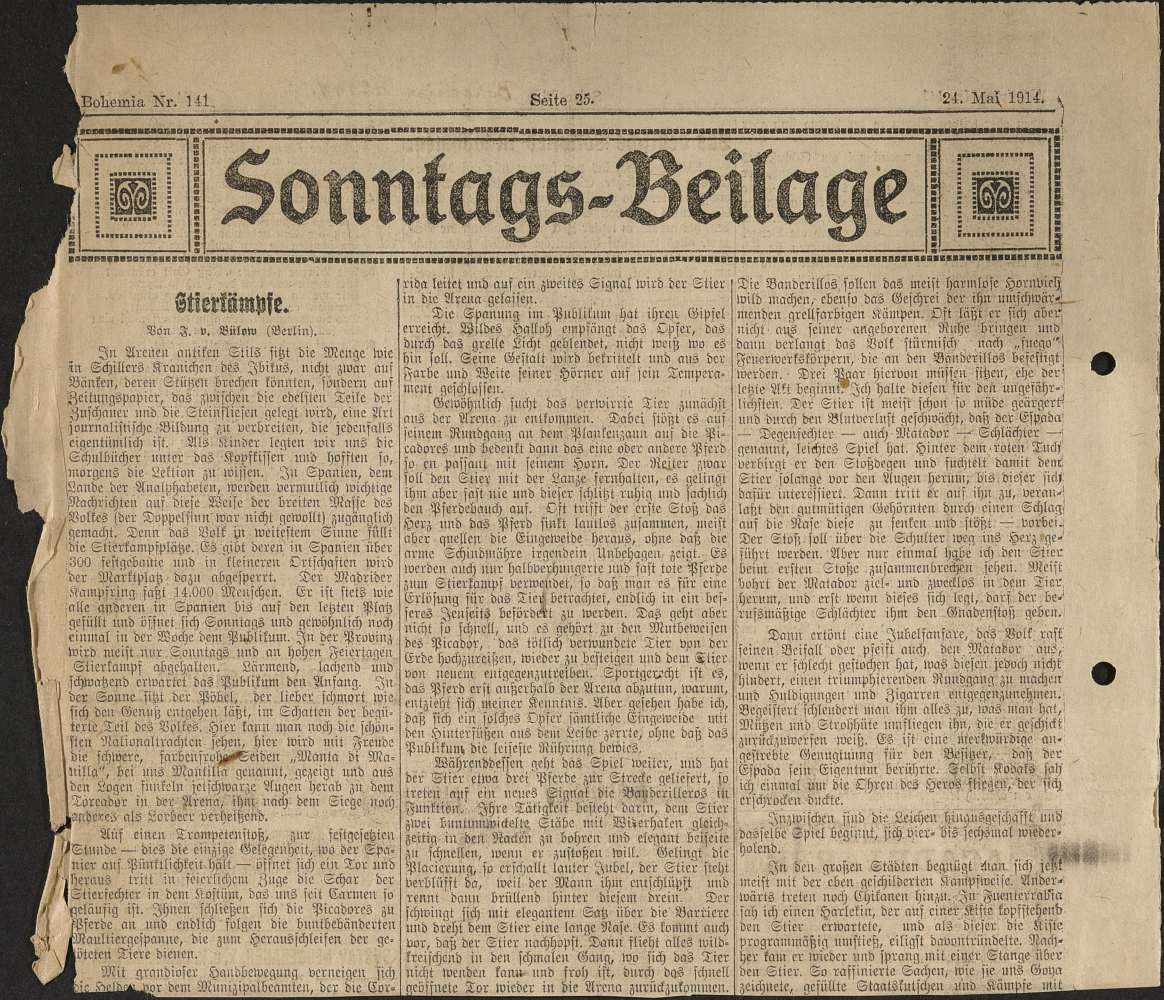 Bohemia Nr. 141
Seite 25.
24. Mai 1914.
Sonntags-Beilage
Stierkämpfe.
Von J. v. Bülow (Berlin).
In Arenen antiken Stils sitzt die Menge wie
in Schillers Kranichen des Ibikus, nicht zwar auf
Bänken, deren Stützen brechen könnten, sondern auf
Zeitungspapier, das zwischen die edelsten Teile der
Zuschauer und die Steinfliesen gelegt wird, eine Art
journalistische Bildung zu verbreiten, die jedenfalls
eigentümlich ist. Als Kinder legten wir uns die
Schulbücher unter das Kopfkissen und hofften so,
morgens die Lektion zu wissen. In Spanien, dem
Lande der Analphabeten, werden vermutlich wichtige
Nachrichten auf diese Weise der breiten Masse des
Volkes (der Doppelsinn war nicht gewollt) zugänglich
gemacht. Denn das Volk in weitestem Sinne füllt
die Stierkampfplätze. Es gibt deren in Spanien über
300 festgebaute und in kleineren Ortschaften wird
der Marktplatz dazu abgesperrt. Der Madrider
Kampfring faßt 14.000 Menschen. Er ist stets wie
alle anderen in Spanien bis auf den letzten Platz
gefüllt und öffnet sich Sonntags und gewöhnlich noch
einmal in der Woche dem Publikum. In der Provinz
wird meist nur Sonntags und an hohen Feiertagen
Stierkampf abgehalten. Lärmend, lachend und
schwatzend erwartet das Publikum den Anfang. In
der Sonne sitzt der Pöbel, der lieber schmort wie
sich den Genuß entgehen läßt, im Schatten der begü-
terte Teil des Volkes. Hier kann man noch die schön-
sten Nationaltrachten sehen, hier wird mit Freude
die schwere, farbenfrohe Seiden „Manta di Ma-
nilla“, bei uns Mantilla genannt, gezeigt und aus
den Logen funkeln jetschwarze Augen herab zu dem
Toreador in der Arena, ihm nach dem Siege noch
anderes als Lorbeer verheißend.
Auf einen Trompetenstoß, zur festgesetzten
Stunde — dies die einzige Gelegenheit, wo der Spa-
nier auf Pünktlichkeit hält — öffnet sich ein Tor und
heraus tritt in feierlichem Zuge die Schar der
Stierfechter in dem Kostüm, das uns seit Carmen so
geläufig ist. Ihnen schließen sich die Picadores zu
Pferde an und endlich folgen die buntbebänderten
Maultiergespanne, die zum Herausschleifen der ge-
töteten Tiere dienen.
Mit grandioser Handbewegung verneigen sich
die Helden vor dem Munizipalbeamten, der die Cor-
rida leitet und auf ein zweites Signal wird der Stier
in die Arena gelassen.
Die Spannung im Publikum hat ihren Gipfel
erreicht. Wildes Halloh empfängt das Opfer, das
durch das grelle Licht geblendet, nicht weiß wo es
hin soll. Seine Gestalt wird bekrittelt und aus der
Farbe und Weite seiner Hörner auf sein Tempera-
ment geschlossen.
Gewöhnlich sucht das verwirrte Tier zunächst
aus der Arena zu entkommen. Dabei stößt es auf
seinem Rundgang an dem Plankenzaun auf die Pi-
cadores und bedenkt dann das eine oder andere Pferd
so en passant mit seinem Horn. Der Reiter zwar
soll den Stier mit der Lanze fernhalten, es gelingt
ihm aber fast nie und dieser schlitzt ruhig und sachlich
den Pferdebauch auf. Oft trifft der erste Stoß das
Herz und das Pferd sinkt lautlos zusammen, meist
aber quellen die Eingeweide heraus, ohne daß die
arme Schindmähre irgendein Unbehagen zeigt. Es
werden auch nur halbverhungerte und fast tote Pferde
zum Stierkampf verwendet, so daß man es für eine
Erlösung für das Tier betrachtet, endlich in ein bes-
seres Jenseits befördert zu werden. Das geht aber
nicht so schnell, und es gehört zu den Mutbeweisen
des Picador, das tötlich verwundete Tier von der
Erde hochzureißen, wieder zu besteigen und dem Stier
von neuem entgegenzutreiben. Sportgerecht ist es,
das Pferd erst außerhalb der Arena abzutun, warum,
entzieht sich meiner Kenntnis. Aber gesehen habe ich,
daß sich ein solches Opfer sämtliche Eingeweide mit
den Hinterfüßen aus dem Leibe zerrte, ohne daß das
Publikum die leiseste Rührung bewies.
Währenddessen geht das Spiel weiter, und hat
der Stier etwa drei Pferde zur Strecke geliefert, so
treten auf ein neues Signal die Banderilleros in
Funktion. Ihre Tätigkeit besteht darin, dem Stier
zwei buntumwickelte Stäbe mit Widerhaken gleich-
zeitig in den Nacken zu bohren und elegant beiseite
zu schnellen, wenn er zustoßen will. Gelingt die
Placierung, so erschallt lauter Jubel, der Stier steht
verblüfft da, weil der Mann ihm entschlüpft und
rennt dann brüllend hinter diesem drein. Der
schwingt sich mit elegantem Satz über die Barriere
und dreht dem Stier eine lange Nase. Es kommt auch
vor, daß der Stier nachhopst. Dann flieht alles wild-
kreischend in den schmalen Gang, wo sich das Tier
nicht wenden kann und froh ist, durch das schnell
geöffnete Tor wieder in die Arena zurückzukommen.
Die Banderillos sollen das meist harmlose Hornvieh
wild machen, ebenso das Geschrei der ihn umschwär-
menden grellfarbigen Kämpen. Oft läßt er sich aber
nicht aus seiner angeborenen Ruhe bringen und
dann verlangt das Volk stürmisch nach „fuego“
Feuerwerkskörpern, die an den Banderillos befestigt
werden. Drei Paar hiervon müssen sitzen, ehe der
letzte Akt beginnt. Ich halte diesen für den ungefähr-
lichsten. Der Stier ist meist schon so müde geärgert
und durch den Blutverlust geschwächt, daß der Espada
— Degenfechter — auch Matador — Schlächter —
genannt, leichtes Spiel hat. Hinter dem roten Tuch
verbirgt er den Stoßdegen und fuchtelt damit dem
Stier solange vor den Augen herum, bis dieser sich
dafür interessiert. Dann tritt er auf ihn zu, veran-
laßt den gutmütigen Gehörnten durch einen Schlag
auf die Nase diese zu senken und stößt — vorbei.
Der Stoß soll über die Schulter weg ins Herz ge-
führt werden. Aber nur einmal habe ich den Stier
beim ersten Stoße zusammenbrechen sehen. Meist
bohrt der Matador ziel- und zwecklos in dem Tier
herum, und erst wenn dieses sich legt, darf der be-
rufsmäßige Schlächter ihm den Gnadenstoß geben.
Dann ertönt eine Jubelfanfare, das Volk rast
seinen Beifall oder pfeift auch den Matador aus,
wenn er schlecht gestochen hat, was diesen jedoch nicht
hindert, einen triumphierenden Rundgang zu machen
und Huldigungen und Zigarren entgegenzunehmen.
Begeistert schleudert man ihm alles zu, was man hat,
Mützen und Strohhüte umfliegen ihn, die er geschickt
zurückzuwerfen weiß. Es ist eine merkwürdige an-
gestrebte Genugtuung für den Besitzer, daß der
Espada sein Eigentum berührte. Selbst Kodaks sah
ich einmal um die Ohren des Heros fliegen, der sich
erschrocken duckte.
Inzwischen sind die Leichen hinausgeschafft und
dasselbe Spiel beginnt, sich vier- bis sechsmal wieder-
holend.
In den großen Städten begnügt man sich jetzt
meist mit der eben geschilderten Kampfweise. Ander-
wärts treten noch Chikanen hinzu. In Fuenterrabia
sah ich einen Harlekin, der auf einer Kiste kopfstehend
den Stier erwartete, und als dieser die Kiste
programmäßig umstieß, eiligst davontründelte. Nach-
her kam er wieder und sprang mit einer Stange über
den Stier. So raffinierte Sachen, wie sie uns Goya
zeichnete, gefüllte Staatskutschen und Kämpfe mit